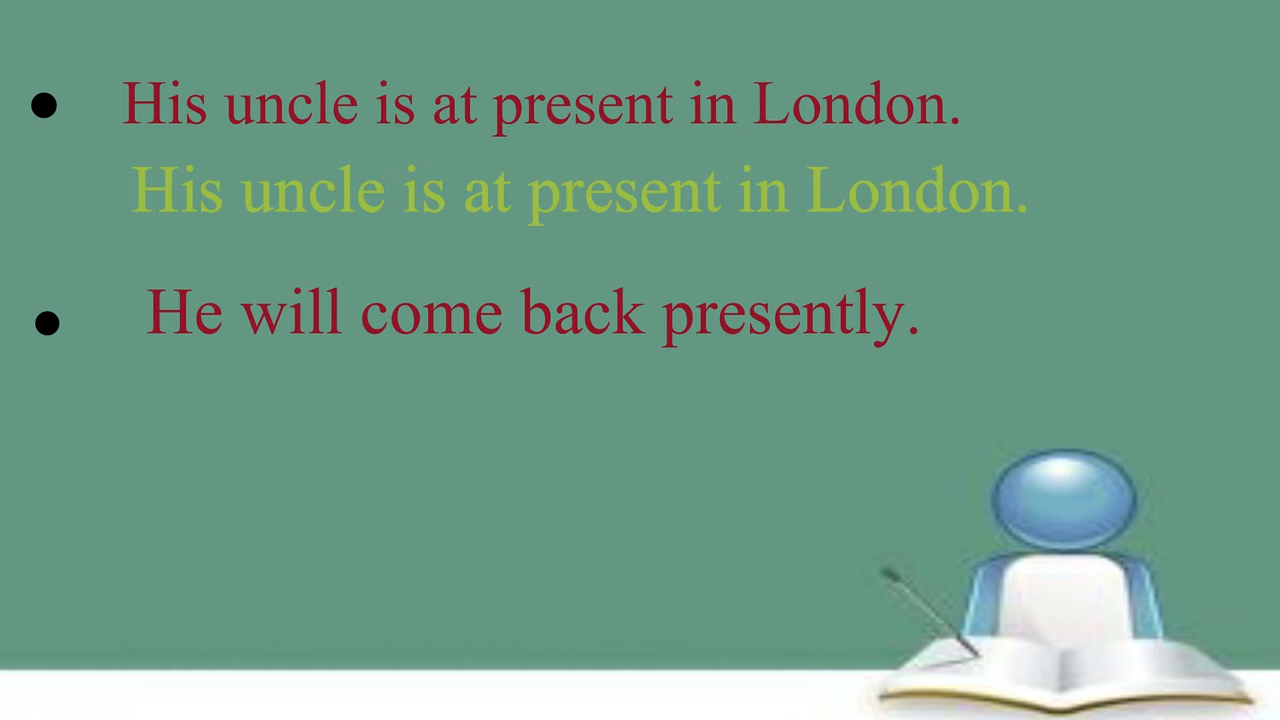 ● His uncle is at present in London.
His uncle is at present in London.
● He will come back presently.